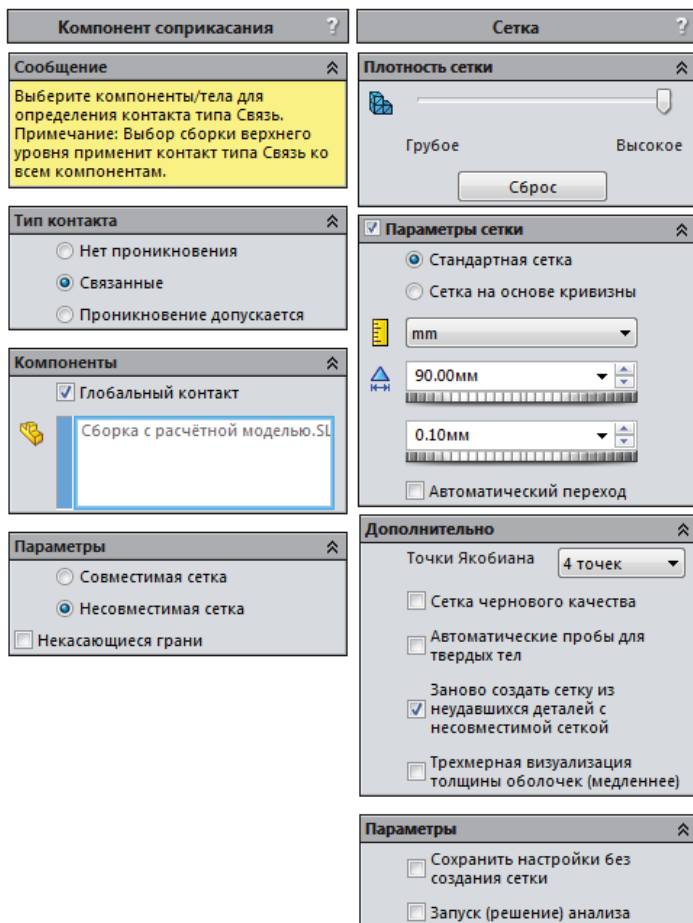 Компонент соприкасания ?
Сообщение
Выберите компоненты/тела для
определения контакта типа Связь.
Примечание: Выбор сборки верхнего
уровня применит контакт типа Связь ко
всем компонентам.
Тип контакта
Нет проникновения
Связанные
Проникновение допускается
Компоненты
Глобальный контакт
Сборка с расчётной моделью.SL
Параметры
Совместимая сетка
Несовместимая сетка
Некасающиеся грани
Сетка ?
Плотность сетки
Грубое Высокое
Сброс
Параметры сетки
Стандартная сетка
Сетка на основе кривизны
mm
90.00мм
0.10мм
Автоматический переход
Дополнительно
Точки Якобиана 4 точек
Сетка чернового качества
Автоматические пробы для
твердых тел
Заново создать сетку из
неудавшихся деталей с
несовместимой сеткой
Трехмерная визуализация
толщины оболочек (медленнее)
Параметры
Сохранить настройки без
создания сетки
Запуск (решение) анализа